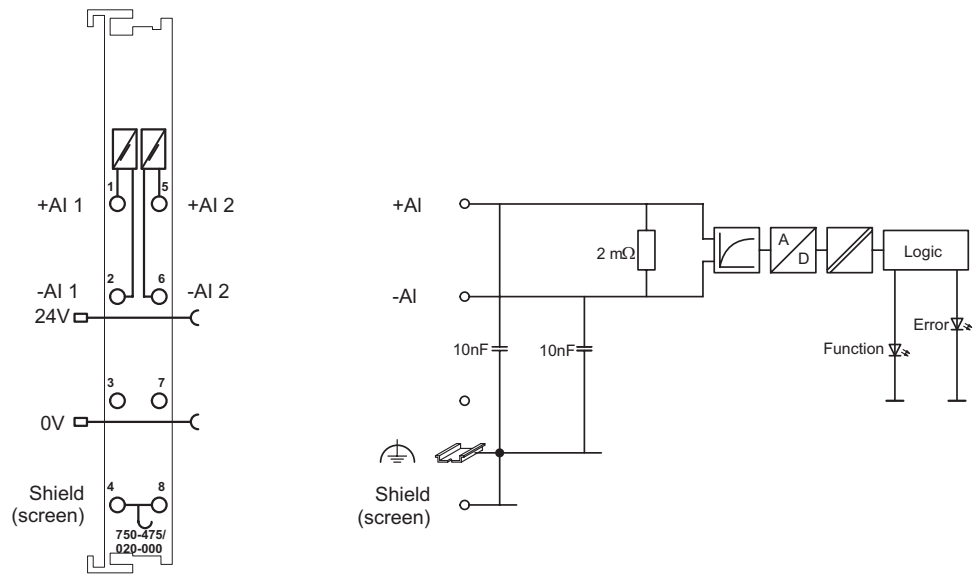 1 5
+AI 1 +AI 2
2 6
-AI 1 -AI 2
24V
3 7
0V
4 8
Shield
(screen)
750-475/
020-000
+AI
2 mΩ
A
D
Logic
-AI
10nF 10nF
Function
Error
Shield
(screen)